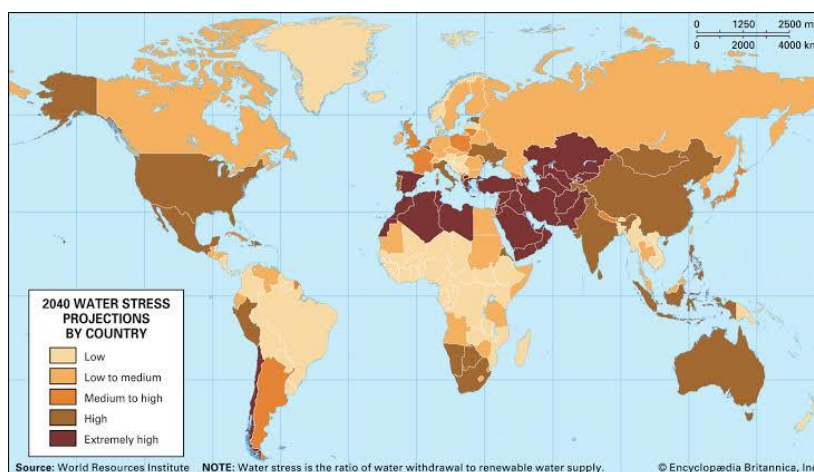 0 1250 2500 mi
0 2000 4000 km
2040 WATER STRESS
PROJECTIONS
BY COUNTRY
Low
Low to medium
Medium to high
High
Extremely high
Source: World Resources Institute NOTE: Water stress is the ratio of water withdrawal to renewable water supply. © Encyclopædia Britannica, Inc